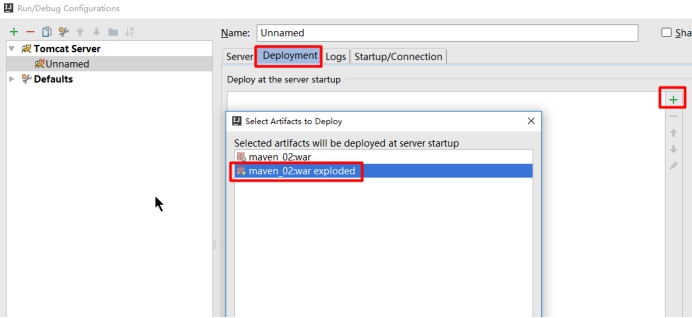 Run/Debug Configurations
Name: Unnamed
Sha
Tomcat Server
Unnamed
Defaults
Server Deployment Logs Startup/Connection
Deploy at the server startup
Select Artifacts to Deploy
Selected artifacts will be deployed at server startup
maven_02:war
maven_02:war exploded